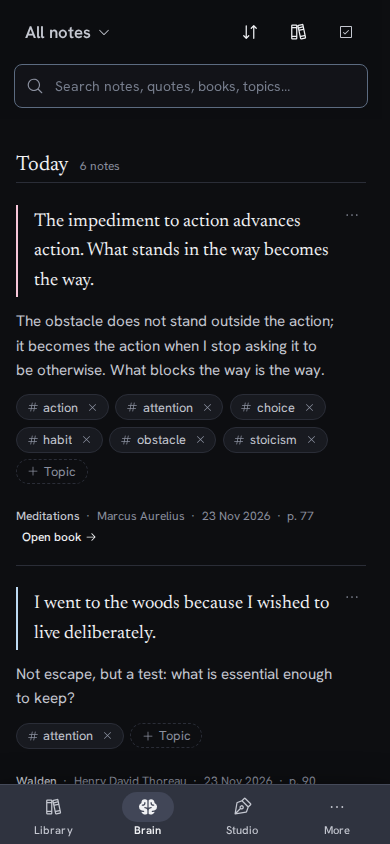 All notes
Search notes, quotes, books, topics...
Today 6 notes
The impediment to action advances
action. What stands in the way becomes
the way.
The obstacle does not stand outside the action;
it becomes the action when I stop asking it to
be otherwise. What blocks the way is the way.
# action × # attention × # choice ×
# habit × # obstacle × # stoicism ×
+ Topic
Meditations · Marcus Aurelius · 23 Nov 2026 · p. 77
Open book →
I went to the woods because I wished to
live deliberately.
Not escape, but a test: what is essential enough
to keep?
# attention × + Topic
Walden · Henry David Thoreau · 23 Nov 2026 · p. 90
Library Brain Studio More